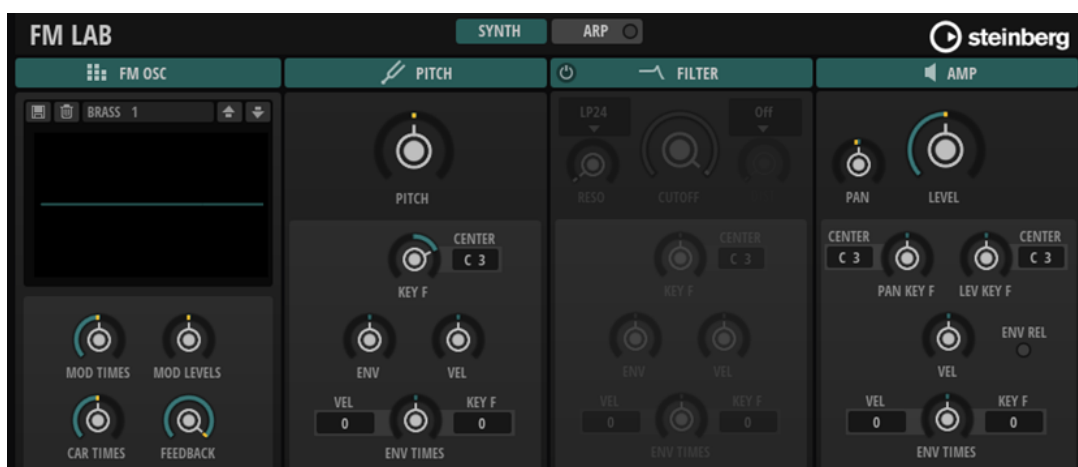 FM LAB
SYNTH
ARP
steinberg
FM OSC
PITCH
FILTER
AMP
BRASS 1
MOD TIMES
MOD LEVELS
CAR TIMES
FEEDBACK
PITCH
CENTER
C 3
KEY F
ENV
VEL
VEL
0
KEY F
0
ENV TIMES
LP24
Off
RESO
CUTOFF
CENTER
C 3
KEY F
ENV
VEL
VEL
0
KEY F
0
ENV TIMES
PAN
LEVEL
CENTER
C 3
CENTER
C 3
PAN KEY F
LEV KEY F
VEL
ENV REL
VEL
0
KEY F
0
ENV TIMES